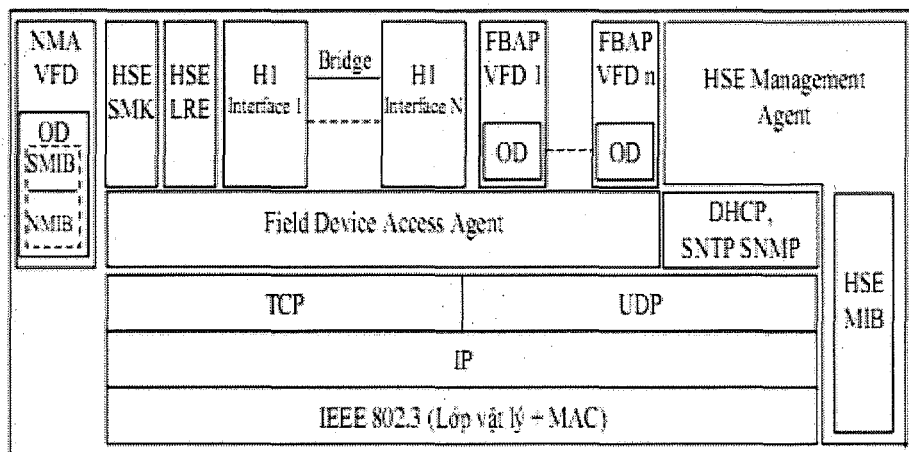 NMA
VFD
OD
SMIB
NMIB
HSE
SMK
HSE
LRE
H1
Interface 1
Bridge
H1
Interface N
FBAP
VFD 1
OD
FBAP
VFD n
OD
HSE Management
Agent
Field Device Access Agent
DHCP,
SNTP SNMP
HSE
MIB
TCP
UDP
IP
IEEE 802.3 (Lớp vật lý + MAC)